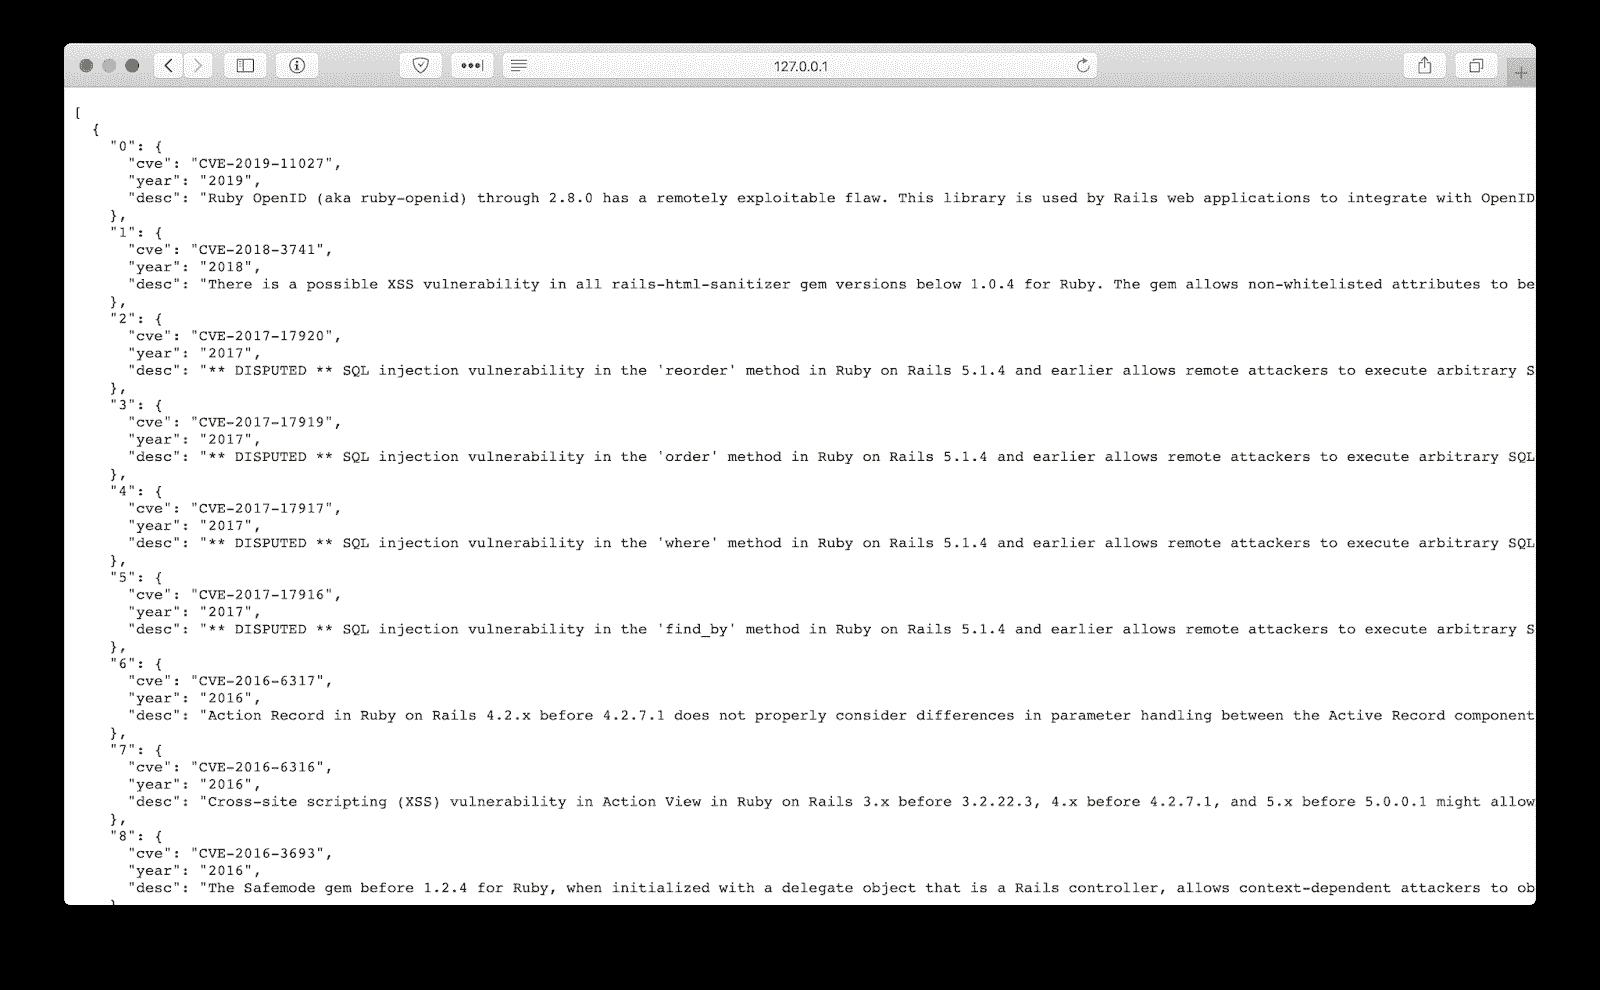 127.0.0.1
[
  {
    "0": {
      "cve": "CVE-2019-11027",
      "year": "2019",
      "desc": "Ruby OpenID (aka ruby-openid) through 2.8.0 has a remotely exploitable flaw. This library is used by Rails web applications to integrate with OpenID
    },
    "1": {
      "cve": "CVE-2018-3741",
      "year": "2018",
      "desc": "There is a possible XSS vulnerability in all rails-html-sanitizer gem versions below 1.0.4 for Ruby. The gem allows non-whitelisted attributes to be
    },
    "2": {
      "cve": "CVE-2017-17920",
      "year": "2017",
      "desc": "** DISPUTED ** SQL injection vulnerability in the 'reorder' method in Ruby on Rails 5.1.4 and earlier allows remote attackers to execute arbitrary S
    },
    "3": {
      "cve": "CVE-2017-17919",
      "year": "2017",
      "desc": "** DISPUTED ** SQL injection vulnerability in the 'order' method in Ruby on Rails 5.1.4 and earlier allows remote attackers to execute arbitrary SQL
    },
    "4": {
      "cve": "CVE-2017-17917",
      "year": "2017",
      "desc": "** DISPUTED ** SQL injection vulnerability in the 'where' method in Ruby on Rails 5.1.4 and earlier allows remote attackers to execute arbitrary SQL
    },
    "5": {
      "cve": "CVE-2017-17916",
      "year": "2017",
      "desc": "** DISPUTED ** SQL injection vulnerability in the 'find_by' method in Ruby on Rails 5.1.4 and earlier allows remote attackers to execute arbitrary S
    },
    "6": {
      "cve": "CVE-2016-6317",
      "year": "2016",
      "desc": "Action Record in Ruby on Rails 4.2.x before 4.2.7.1 does not properly consider differences in parameter handling between the Active Record component
    },
    "7": {
      "cve": "CVE-2016-6316",
      "year": "2016",
      "desc": "Cross-site scripting (XSS) vulnerability in Action View in Ruby on Rails 3.x before 3.2.22.3, 4.x before 4.2.7.1, and 5.x before 5.0.0.1 might allow
    },
    "8": {
      "cve": "CVE-2016-3693",
      "year": "2016",
      "desc": "The Safemode gem before 1.2.4 for Ruby, when initialized with a delegate object that is a Rails controller, allows context-dependent attackers to ob